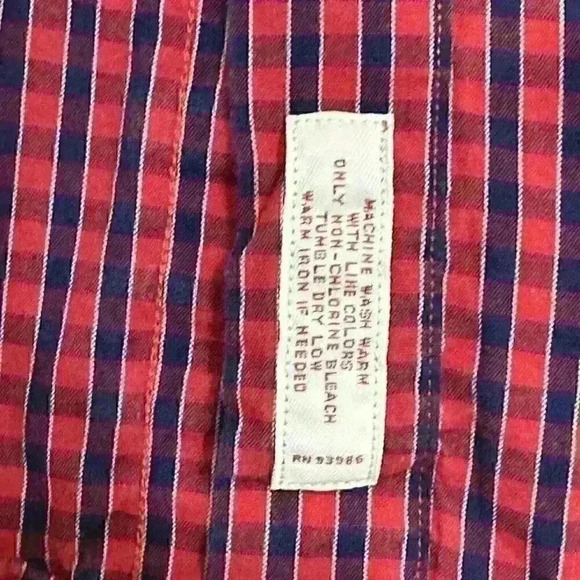 MACHINE WASH WARM
WITH LIKE COLORS
ONLY NON-CHLORINE BLEACH
TUMBLE DRY LOW
WARM IRON IF NEEDED
RN 93986